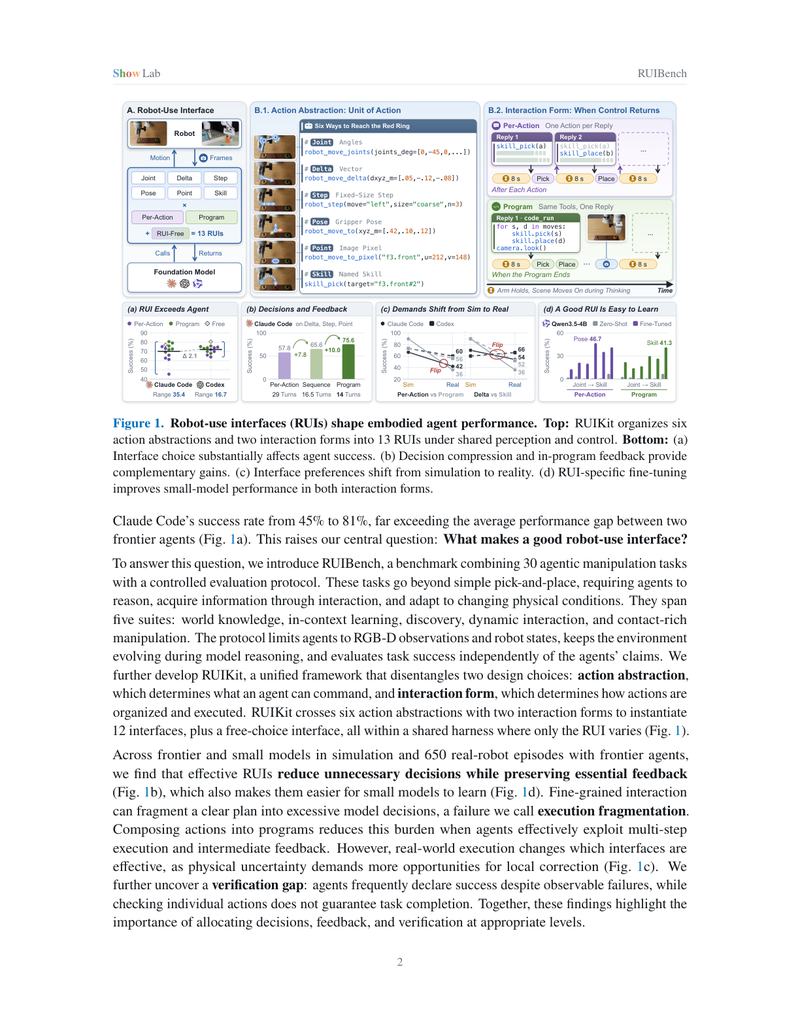 Show Lab
RUIBench
A. Robot-Use Interface
Robot
Motion
Frames
Joint Delta Step
Pose Point Skill
×
Per-Action Program
+ RUI-Free = 13 RUIs
Calls Returns
Foundation Model
B.1. Action Abstraction: Unit of Action
Six Ways to Reach the Red Ring
# Joint Angles
robot_move_joints(joints_deg=[0,-45,0,...])
# Delta Vector
robot_move_delta(dxyz_m=[.05,-.12,-.08])
# Step Fixed-Size Step
robot_step(move="left",size="coarse",n=3)
# Pose Gripper Pose
robot_move_to(xyz_m=[.42,.10,.12])
# Point Image Pixel
robot_move_to_pixel("f3.front",u=212,v=148)
# Skill Named Skill
skill_pick(target="f3.front#2")
B.2. Interaction Form: When Control Returns
Per-Action One Action per Reply
Reply 1 Reply 2
skill_pick(a) skill_pick(a)
skill_place(b)
...
8 s Pick 8 s Place 8 s
After Each Action
Program Same Tools, One Reply
Reply 1 · code_run
for s, d in moves:
skill.pick(s)
skill.place(d)
camera.look()
...
8 s Pick Place ... 8 s
When the Program Ends
Arm Holds, Scene Moves On during Thinking Time
(a) RUI Exceeds Agent
Per-Action Program Free
Success (%)
90
80
70
60
50
40
Δ 2.1
Claude Code Codex
Range 35.4 Range 16.7
(b) Decisions and Feedback
Claude Code on Delta, Step, Point
Success (%)
100
50
0
57.8 65.6 75.6
+7.8 +10.0
Per-Action Sequence Program
29 Turns 16.5 Turns 14 Turns
(c) Demands Shift from Sim to Real
Claude Code Codex
Success (%)
100
80
60
40
20
0
Flip
60
56
42
36
Flip
66
54
52
36
Sim Real Sim Real
Per-Action vs Program Delta vs Skill
(d) A Good RUI Is Easy to Learn
Qwen3.5-4B Zero-Shot Fine-Tuned
Success (%)
60
40
20
0
Pose 46.7 Skill 41.3
Joint → Skill Joint → Skill
Per-Action Program
Figure 1. Robot-use interfaces (RUIs) shape embodied agent performance. Top: RUIKit organizes six
action abstractions and two interaction forms into 13 RUIs under shared perception and control. Bottom: (a)
Interface choice substantially affects agent success. (b) Decision compression and in-program feedback provide
complementary gains. (c) Interface preferences shift from simulation to reality. (d) RUI-specific fine-tuning
improves small-model performance in both interaction forms.
Claude Code's success rate from 45% to 81%, far exceeding the average performance gap between two
frontier agents (Fig. 1a). This raises our central question: What makes a good robot-use interface?
To answer this question, we introduce RUIBench, a benchmark combining 30 agentic manipulation tasks
with a controlled evaluation protocol. These tasks go beyond simple pick-and-place, requiring agents to
reason, acquire information through interaction, and adapt to changing physical conditions. They span
five suites: world knowledge, in-context learning, discovery, dynamic interaction, and contact-rich
manipulation. The protocol limits agents to RGB-D observations and robot states, keeps the environment
evolving during model reasoning, and evaluates task success independently of the agents' claims. We
further develop RUIKit, a unified framework that disentangles two design choices: action abstraction,
which determines what an agent can command, and interaction form, which determines how actions are
organized and executed. RUIKit crosses six action abstractions with two interaction forms to instantiate
12 interfaces, plus a free-choice interface, all within a shared harness where only the RUI varies (Fig. 1).
Across frontier and small models in simulation and 650 real-robot episodes with frontier agents,
we find that effective RUIs reduce unnecessary decisions while preserving essential feedback
(Fig. 1b), which also makes them easier for small models to learn (Fig. 1d). Fine-grained interaction
can fragment a clear plan into excessive model decisions, a failure we call execution fragmentation.
Composing actions into programs reduces this burden when agents effectively exploit multi-step
execution and intermediate feedback. However, real-world execution changes which interfaces are
effective, as physical uncertainty demands more opportunities for local correction (Fig. 1c). We
further uncover a verification gap: agents frequently declare success despite observable failures, while
checking individual actions does not guarantee task completion. Together, these findings highlight the
importance of allocating decisions, feedback, and verification at appropriate levels.
2